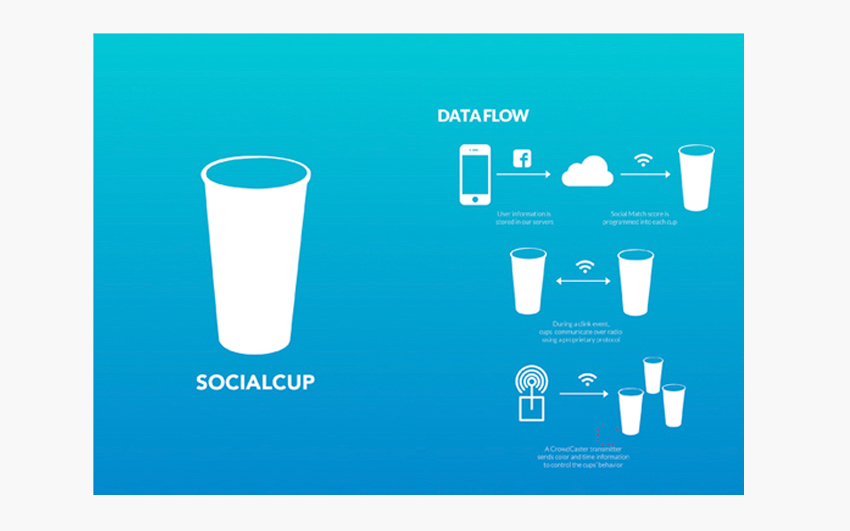 DATA FLOW
User information is
stored in our servers
Social Match score is
programmed into each cup.
During a clink event,
cups communicate over radio
using a proprietary protocol
SOCIALCUP
A CrowdCaster transmitter
sends color and time information
to control the cups' behavior